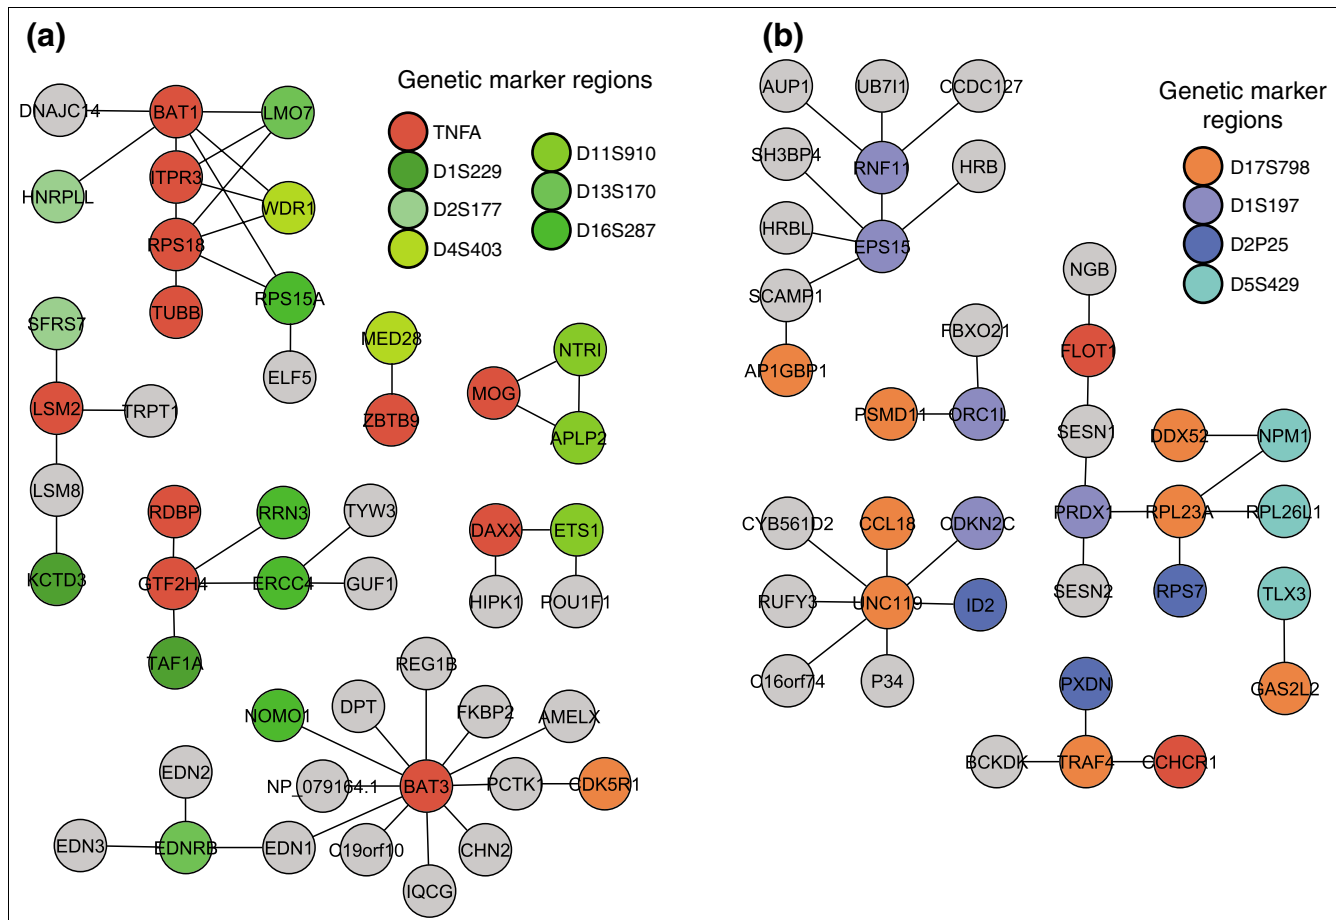 (a)
Genetic marker regions
TNFA
D1S229
D2S177
D4S403
D11S910
D13S170
D16S287
DNAJC14
BAT1
LMO7
HNRPLL
ITPR3
WDR1
RPS18
RPS15A
TUBB
ELF5
SFRS7
LSM2
TRPT1
LSM8
KCTD3
MED28
ZBTB9
MOG
NTRI
APLP2
RDBP
RRN3
TYW3
GTF2H4
ERCC4
GUF1
TAF1A
DAXX
ETS1
HIPK1
POU1F1
REG1B
NOMO1
DPT
FKBP2
AMELX
NP_079164.1
BAT3
PCTK1
CDK5R1
EDN2
EDN3
EDNRB
EDN1
C19orf10
CHN2
IQCG
(b)
Genetic marker
regions
D17S798
D1S197
D2P25
D5S429
AUP1
UB7I1
CCDC127
SH3BP4
RNF11
HRB
HRBL
EPS15
SCAMP1
AP1GBP1
FBXO21
PSMD11
ORC1L
NGB
FLOT1
SESN1
DDX52
NPM1
PRDX1
RPL23A
RPL26L1
SESN2
RPS7
TLX3
GAS2L2
CYB561D2
CCL18
CDKN2C
RUFY3
UNC119
ID2
C16orf74
P34
PXDN
BCKDK
TRAF4
CCHCR1